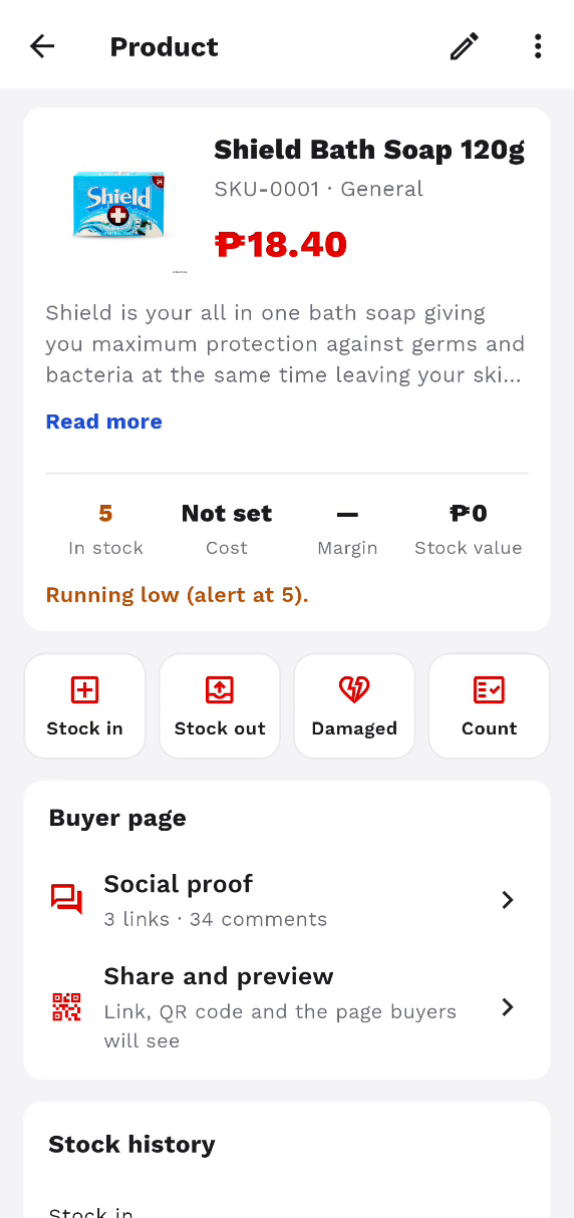 Product
Shield Bath Soap 120g
SKU-0001 · General
₱18.40
Shield
Shield is your all in one bath soap giving
you maximum protection against germs and
bacteria at the same time leaving your ski...
Read more
5
In stock
Not set
Cost
—
Margin
₱0
Stock value
Running low (alert at 5).
Stock in
Stock out
Damaged
Count
Buyer page
Social proof
3 links · 34 comments
Share and preview
Link, QR code and the page buyers
will see
Stock history
Stock in